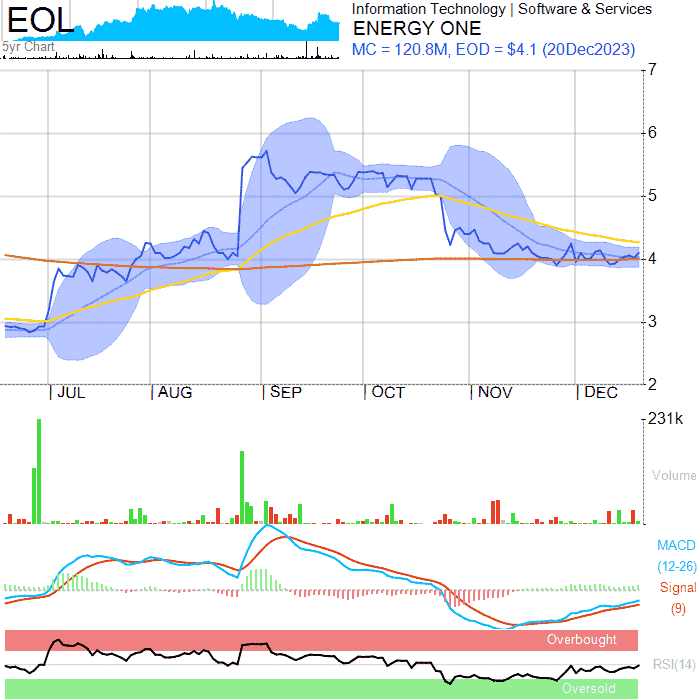 EOL
5yr Chart
Information Technology | Software & Services
ENERGY ONE
MC = 120.8M, EOD = $4.1 (20Dec2023)
7
6
5
4
3
2
JUL AUG SEP OCT NOV DEC
231k
Volume
MACD
(12-26)
Signal
(9)
Overbought
RSI(14)
Oversold